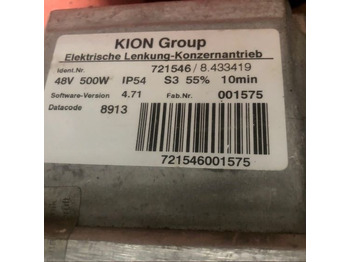 KION Group
Elektrische Lenkung-Konzernantrieb
Ident.Nr. 721546 / 8.433419
48V 500W IP54 S3 55% 10min
Software-Version 4.71 Fab.Nr. 001575
Datacode 8913
721546001575